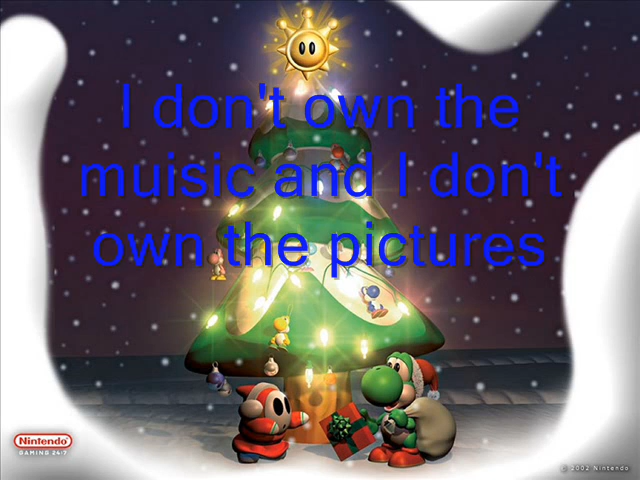 I don't own the
muisic and I don't
own the pictures
Nintendo
GAMING 24·7
© 2002 Nintendo